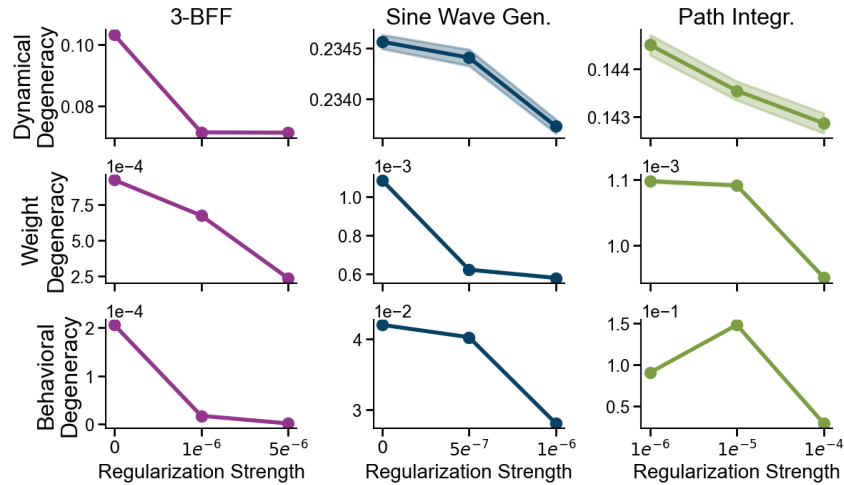 3-BFF
Sine Wave Gen.
Path Integr.
Dynamical
Degeneracy
0.10
0.08
0.2345
0.2340
0.144
0.143
Weight
Degeneracy
1e−4
7.5
5.0
2.5
1e−3
1.0
0.8
0.6
1e−3
1.1
1.0
Behavioral
Degeneracy
1e−4
2
1
0
1e−2
4
3
1e−1
1.5
1.0
0.5
0 1e⁻⁶ 5e⁻⁶
0 5e⁻⁷ 1e⁻⁶
1e⁻⁶ 1e⁻⁵ 1e⁻⁴
Regularization Strength
Regularization Strength
Regularization Strength